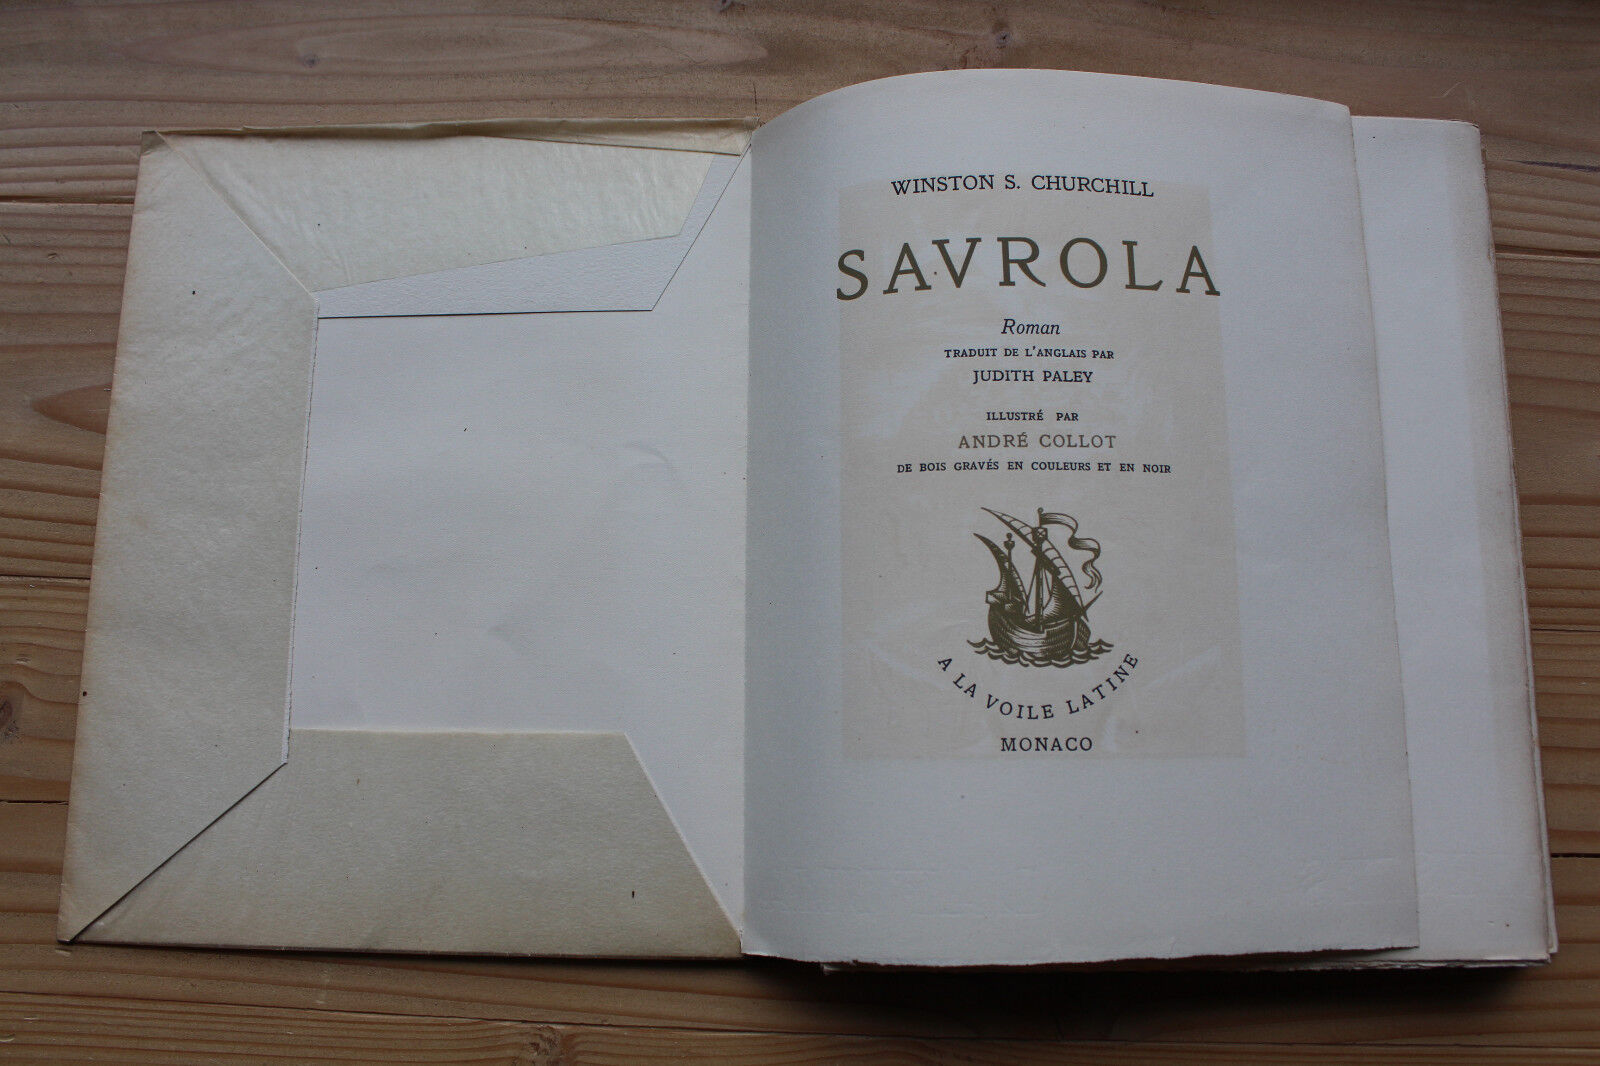 WINSTON S. CHURCHILL
SAVROLA
Roman
TRADUIT DE L'ANGLAIS PAR
JUDITH PALEY
ILLUSTRÉ PAR
ANDRÉ COLLOT
DE BOIS GRAVÉS EN COULEURS ET EN NOIR
A LA VOILE LATINE
MONACO